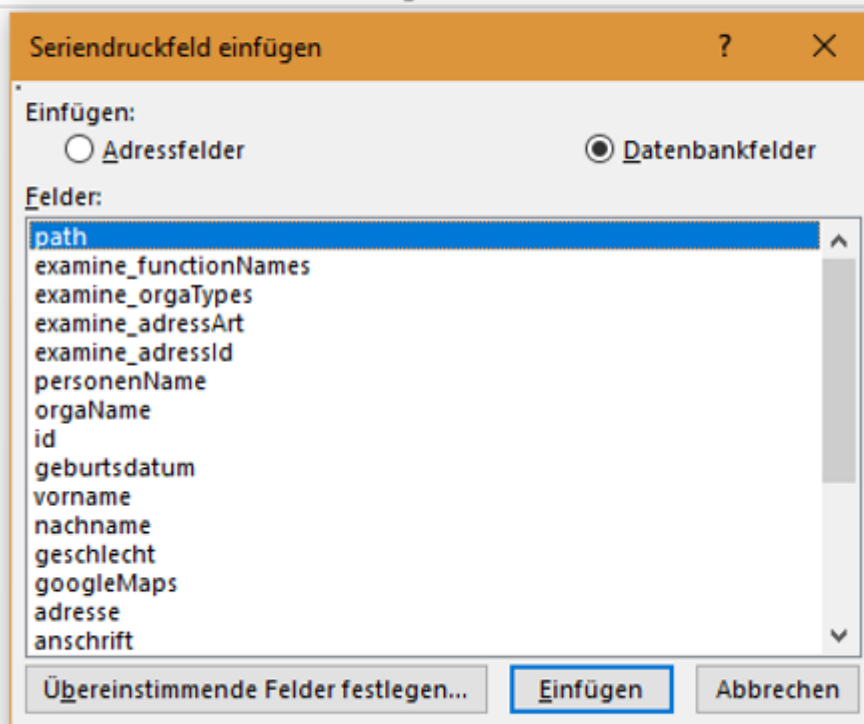 Seriendruckfeld einfügen ? ×
Einfügen:
Adressfelder Datenbankfelder
Felder:
path
examine_functionNames
examine_orgaTypes
examine_adressArt
examine_adressId
personenName
orgaName
id
geburtsdatum
vorname
nachname
geschlecht
googleMaps
adresse
anschrift
Übereinstimmende Felder festlegen... Einfügen Abbrechen